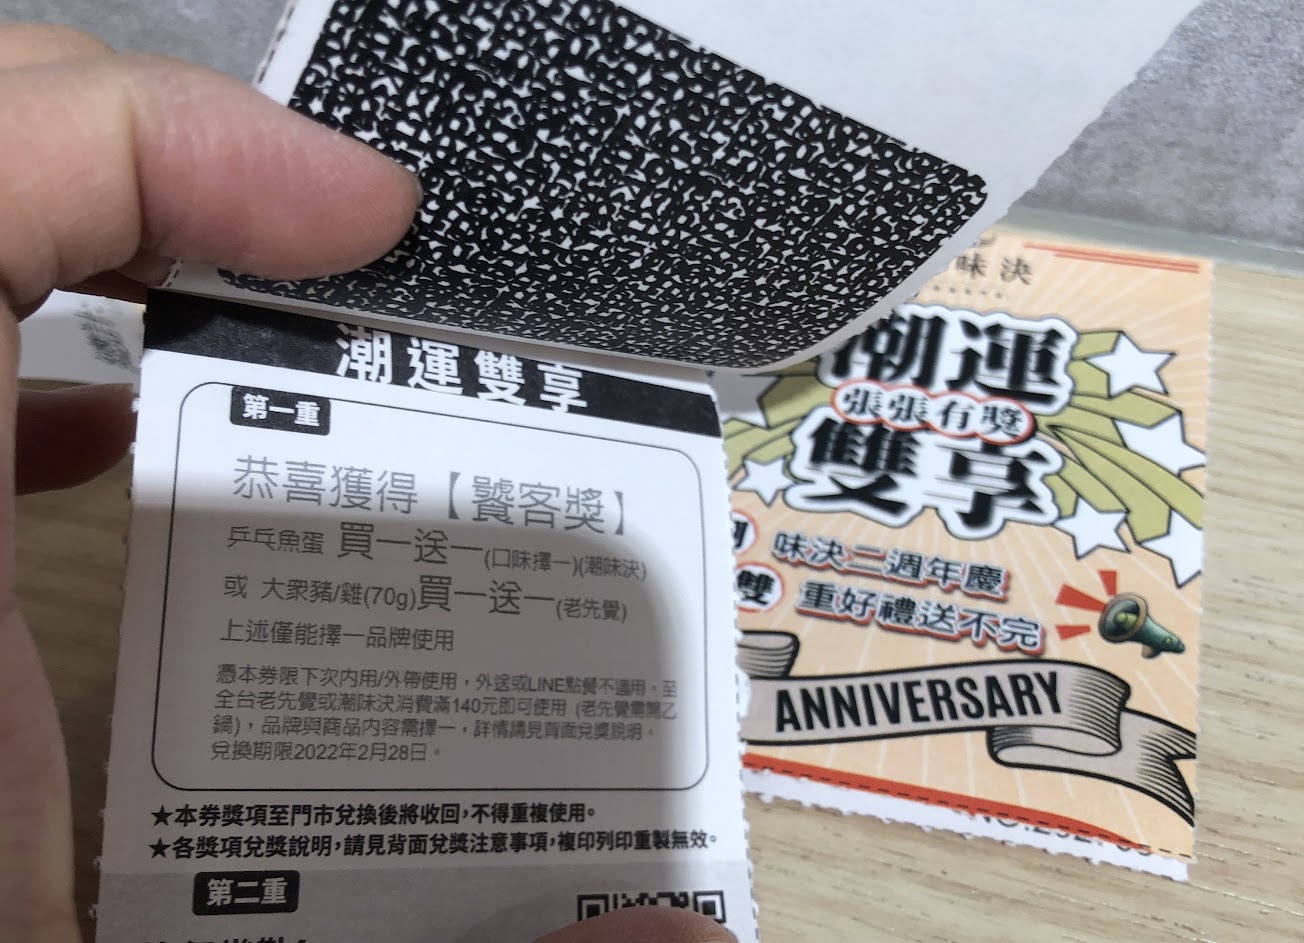 潮運雙享
第一重
恭喜獲得【饕客獎】
乒乓魚蛋 買一送一(口味擇一)(潮味決)
或 大眾豬/雞(70g)買一送一(老先覺)
上述僅能擇一品牌使用
憑本券限下次內用/外帶使用，外送或LINE點餐不適用。至
全台老先覺或潮味決消費滿140元即可使用 (老先覺需開乙
鍋)，品牌與商品內容需擇一，詳情請見背面兌獎說明。
兌換期限2022年2月28日。
★本券獎項至門市兌換後將收回，不得重複使用。
★各獎項兌獎說明，請見背面兌獎注意事項，複印列印重製無效。
第二重
味決
潮運
張張有獎
雙享
味決二週年慶
雙 重好禮送不完
ANNIVERSARY